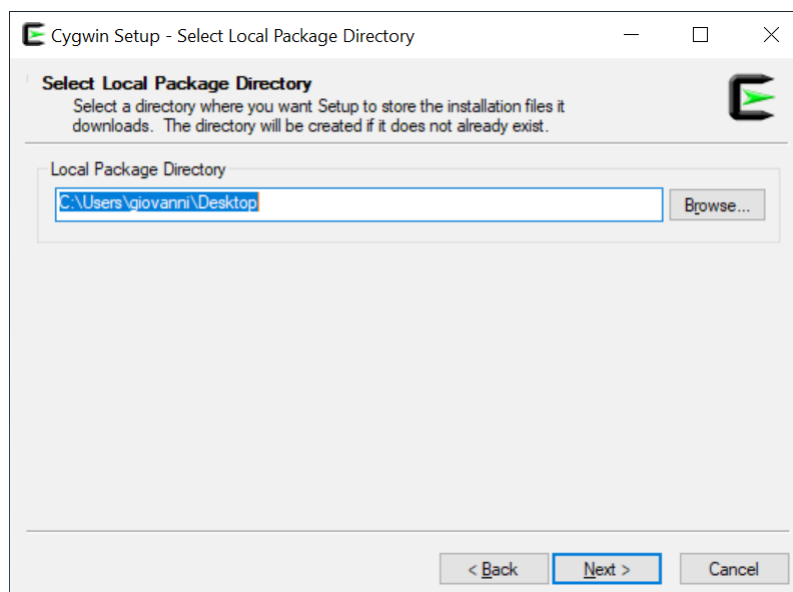 Cygwin Setup - Select Local Package Directory
Select Local Package Directory
Select a directory where you want Setup to store the installation files it
downloads.  The directory will be created if it does not already exist.
Local Package Directory
C:\Users\giovanni\Desktop
Browse...
< Back
Next >
Cancel